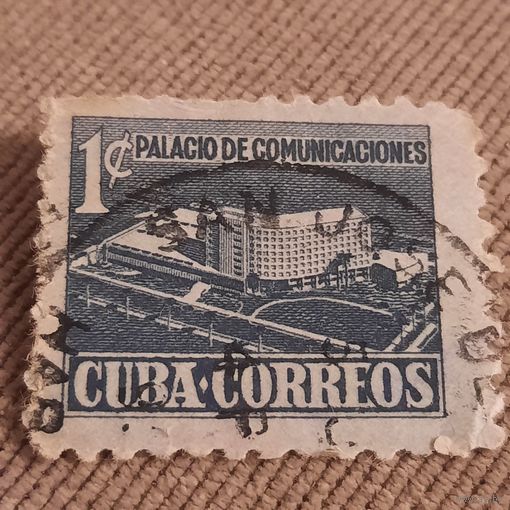 1¢ PALACIO DE COMUNICACIONES
CUBA·CORREOS